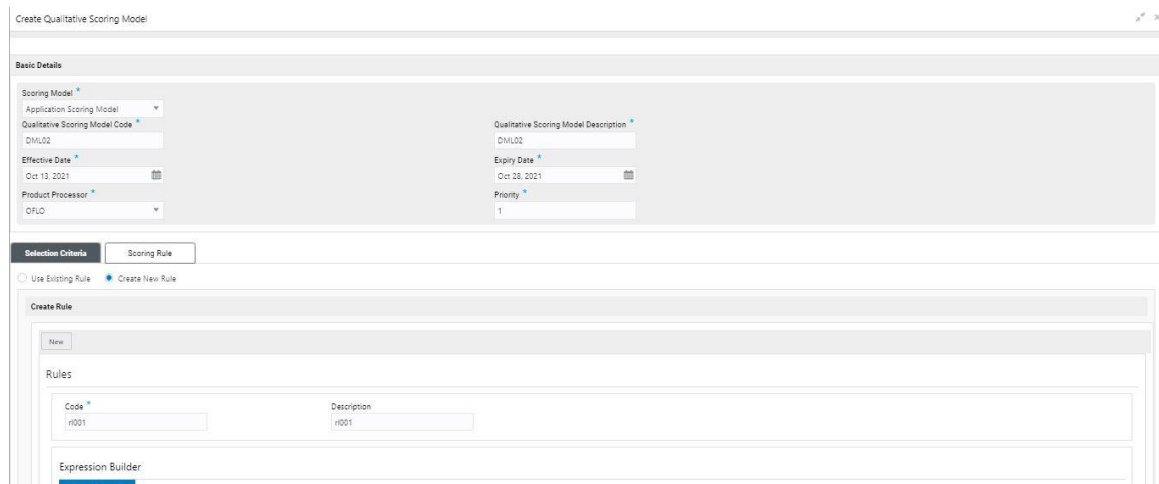 Create Qualitative Scoring Model
Basic Details
Scoring Model *
Application Scoring Model
Qualitative Scoring Model Code * Qualitative Scoring Model Description *
DML02 DML02
Effective Date * Expiry Date *
Oct 13, 2021 Oct 28, 2021
Product Processor * Priority *
OFLO 1
Selection Criteria Scoring Rule
Use Existing Rule Create New Rule
Create Rule
New
Rules
Code * Description
rl001 rl001
Expression Builder